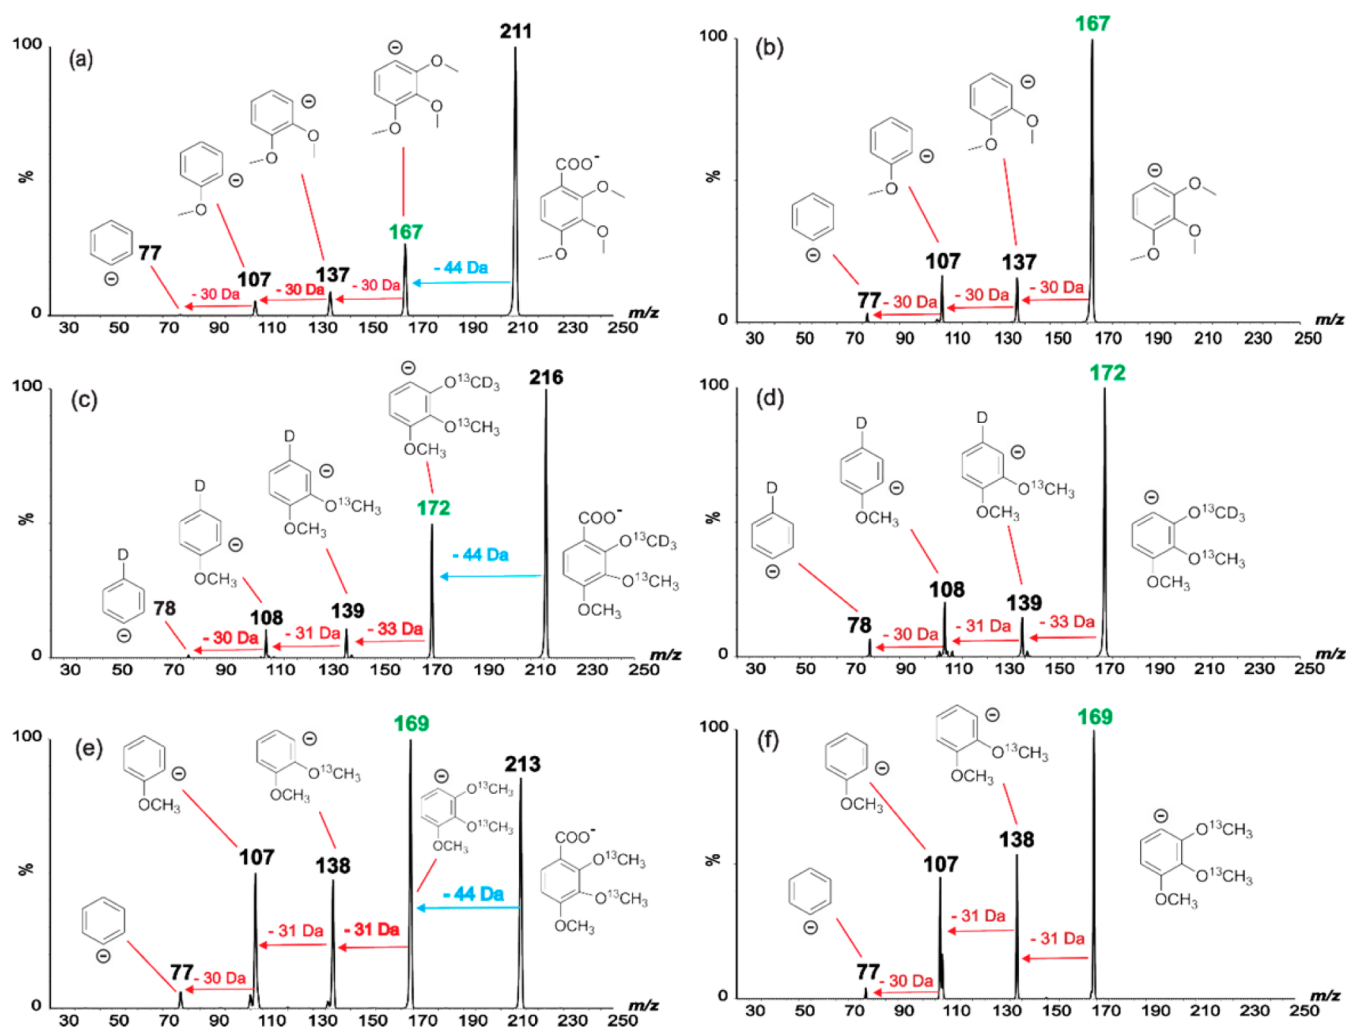 (a)
100
%
0
211
167
137
107
77
- 44 Da
- 30 Da
- 30 Da
- 30 Da
COO-
O
O
O
O
O
O
O
O
O
30 50 70 90 110 130 150 170 190 210 230 250 m/z
(b)
100
%
0
167
137
107
77
- 30 Da
- 30 Da
- 30 Da
O
O
O
O
O
O
30 50 70 90 110 130 150 170 190 210 230 250 m/z
(c)
100
%
0
216
172
139
108
78
- 44 Da
- 33 Da
- 31 Da
- 30 Da
O13CD3
O13CH3
OCH3
D
O13CH3
OCH3
D
OCH3
D
COO-
O13CD3
O13CH3
OCH3
30 50 70 90 110 130 150 170 190 210 230 250 m/z
(d)
100
%
0
172
139
108
78
- 33 Da
- 31 Da
- 30 Da
D
O13CH3
OCH3
D
OCH3
D
O13CD3
O13CH3
OCH3
30 50 70 90 110 130 150 170 190 210 230 250 m/z
(e)
100
%
0
169
213
138
107
77
- 44 Da
- 31 Da
- 31 Da
- 30 Da
OCH3
O13CH3
OCH3
O13CH3
O13CH3
OCH3
COO-
O13CH3
O13CH3
OCH3
30 50 70 90 110 130 150 170 190 210 230 250 m/z
(f)
100
%
0
169
138
107
77
- 31 Da
- 31 Da
- 30 Da
OCH3
O13CH3
OCH3
O13CH3
O13CH3
OCH3
30 50 70 90 110 130 150 170 190 210 230 250 m/z